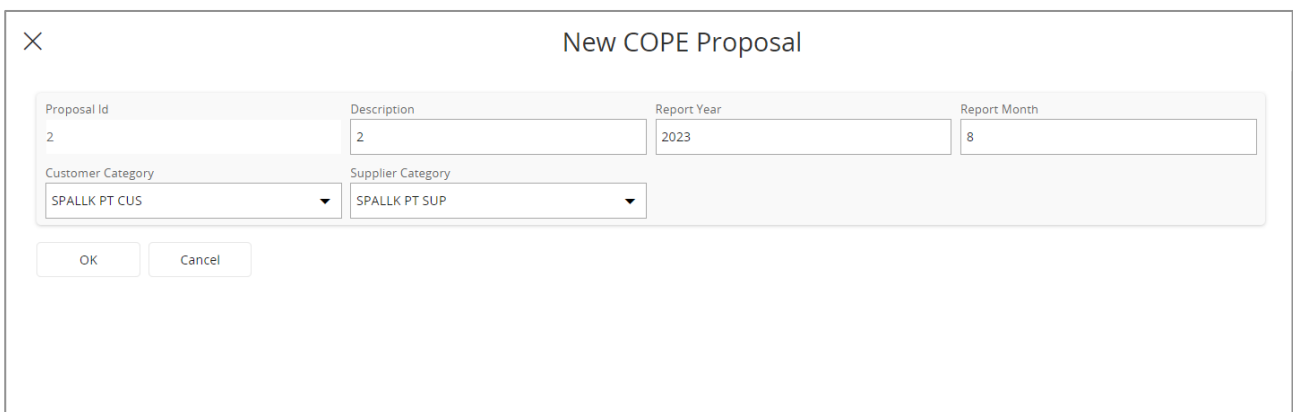 New COPE Proposal
Proposal Id Description Report Year Report Month
2 2 2023 8
Customer Category Supplier Category
SPALLK PT CUS SPALLK PT SUP
OK Cancel